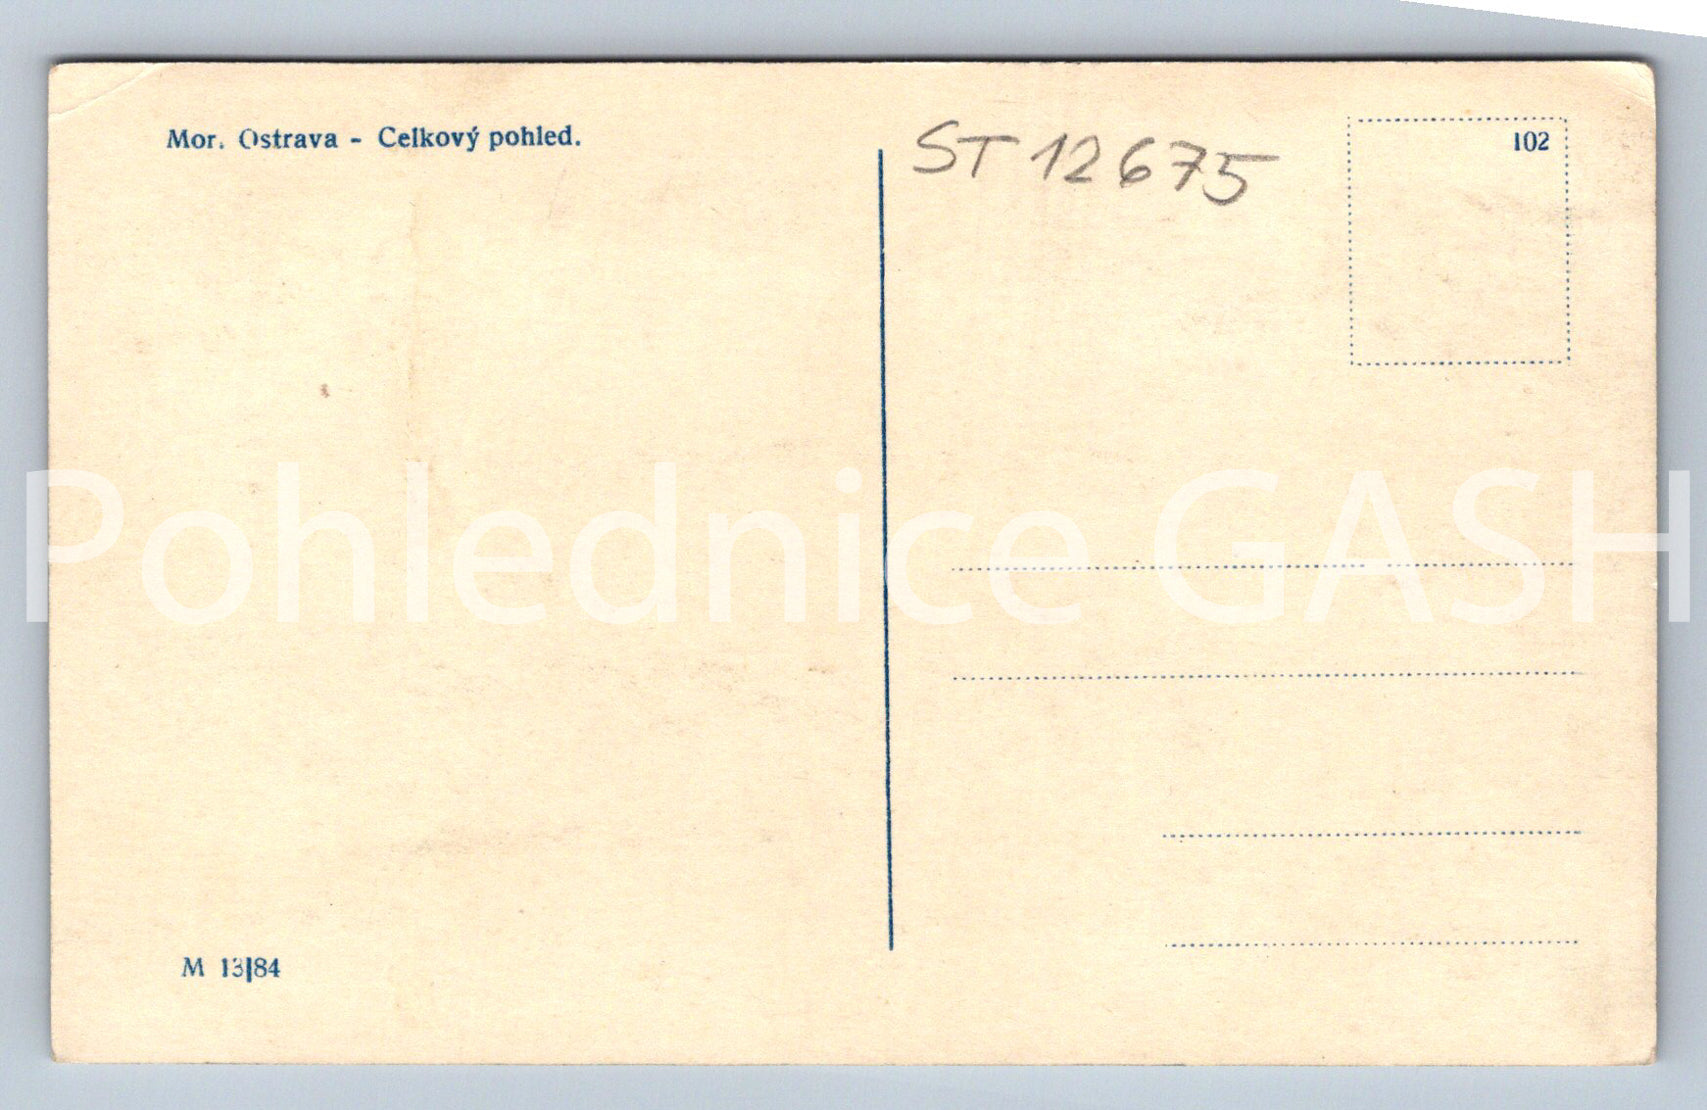 Mor. Ostrava - Celkový pohled.
ST 12675
102
Pohlednice GASH
M 13|84